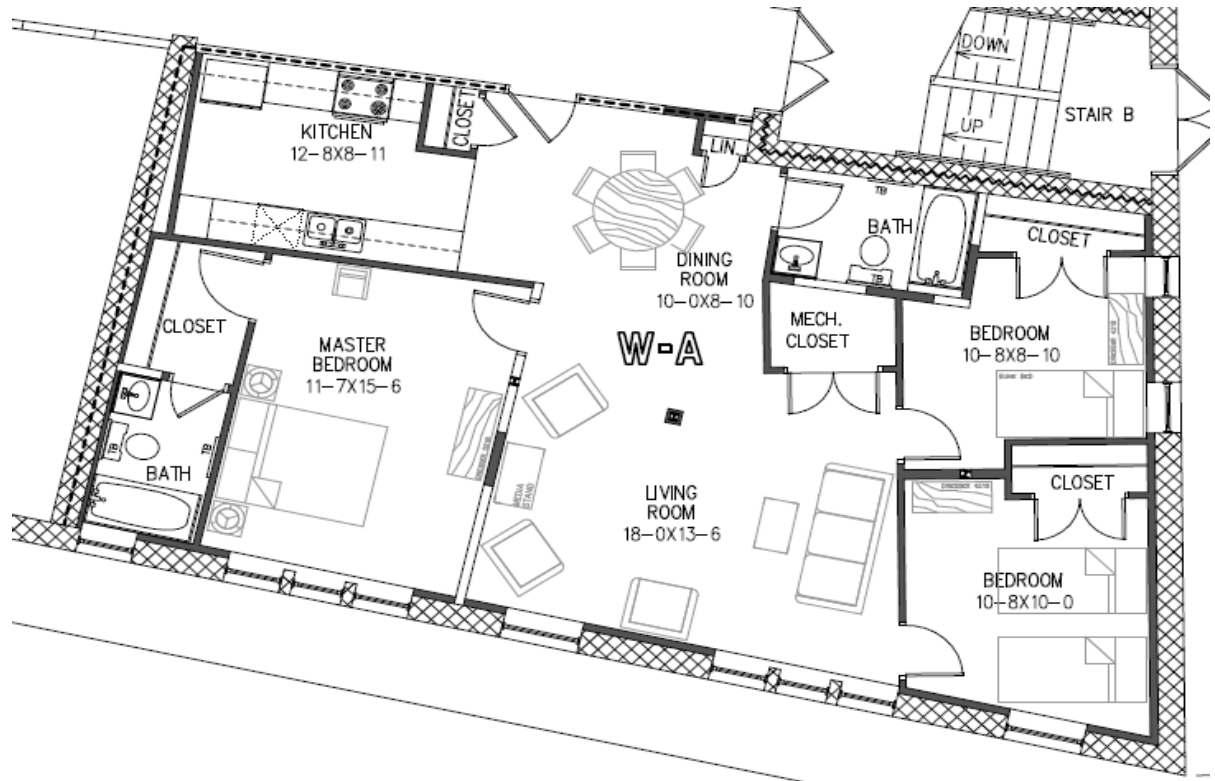 DOWN
UP
STAIR B
KITCHEN
12-8X8-11
CLOSET
LIN.
TB
BATH
TB
CLOSET
DINING
ROOM
10-0X8-10
W-A
MECH.
CLOSET
BEDROOM
10-8X8-10
CLOSET
MASTER
BEDROOM
11-7X15-6
TB
TB
BATH
MEDIA
STAND
LIVING
ROOM
18-0X13-6
CLOSET
BEDROOM
10-8X10-0